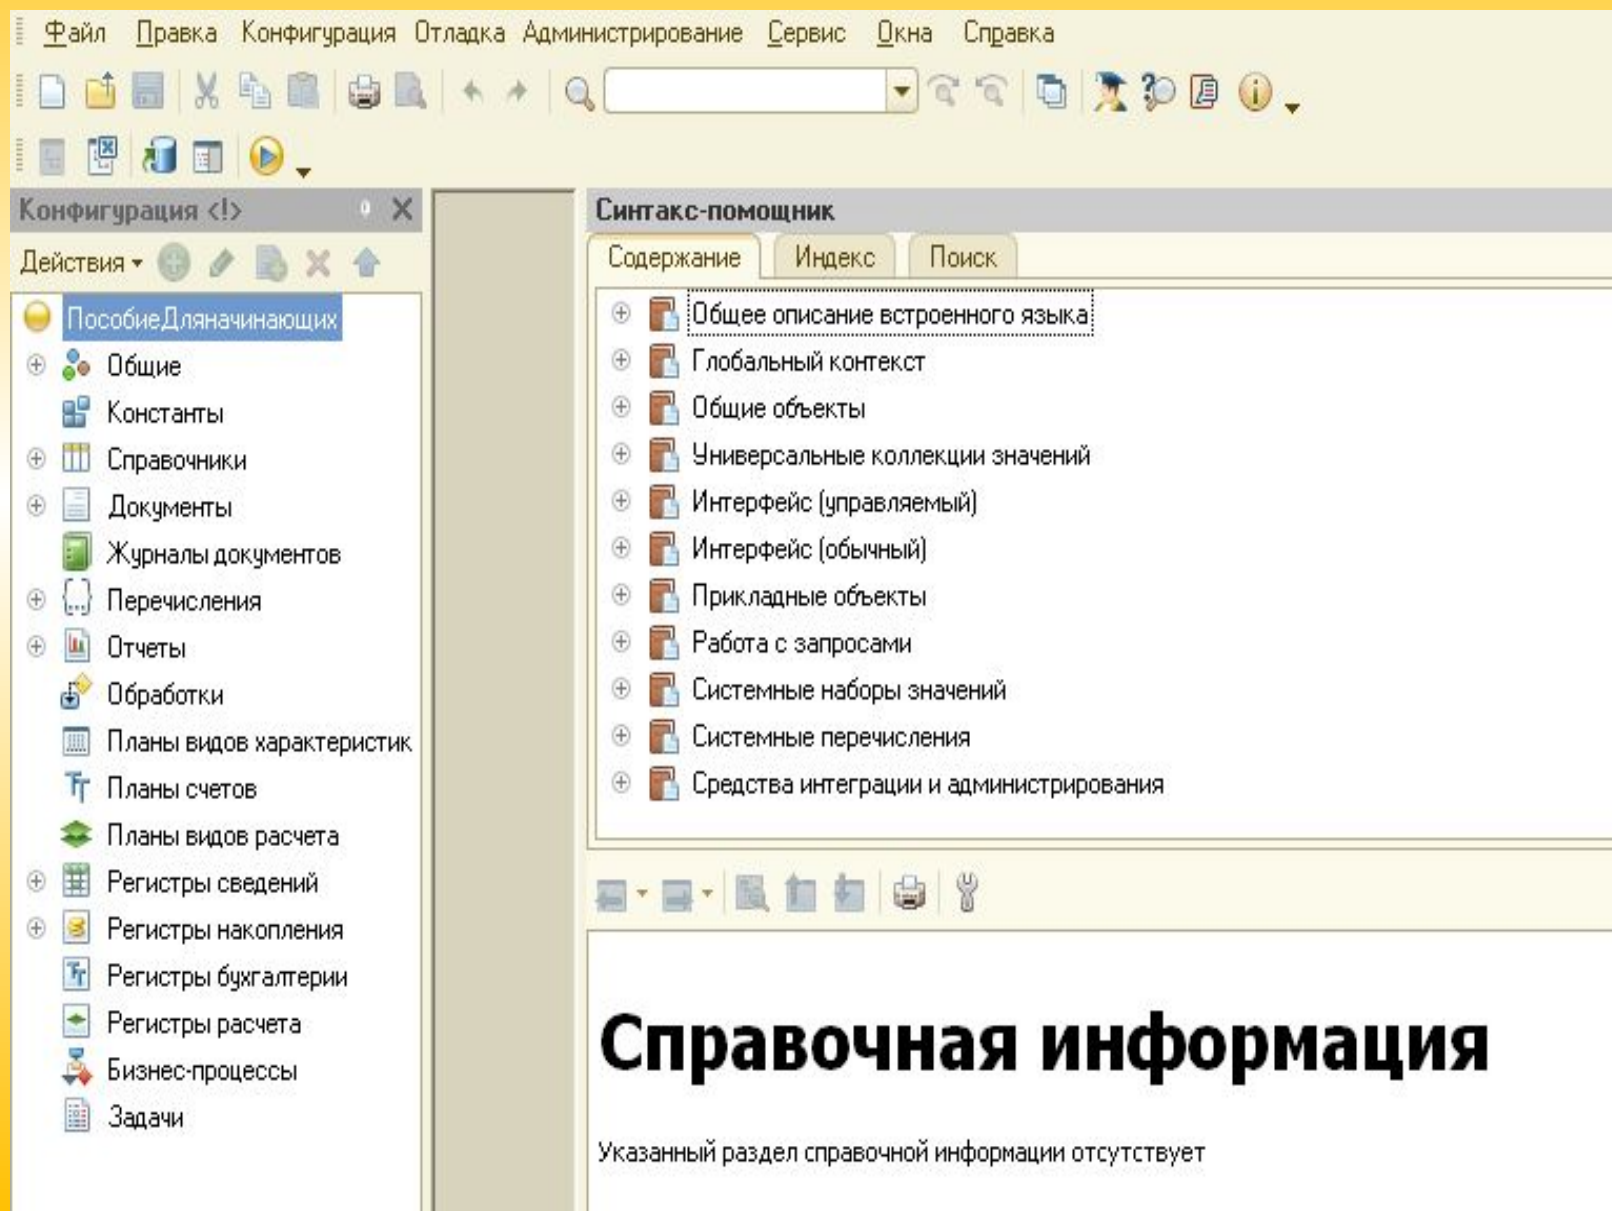 Файл Правка Конфигурация Отладка Администрирование Сервис Окна Справка
Конфигурация <!>
Действия
ПособиеДляначинающих
Общие
Константы
Справочники
Документы
Журналы документов
Перечисления
Отчеты
Обработки
Планы видов характеристик
Планы счетов
Планы видов расчета
Регистры сведений
Регистры накопления
Регистры бухгалтерии
Регистры расчета
Бизнес-процессы
Задачи
Синтакс-помощник
Содержание Индекс Поиск
Общее описание встроенного языка
Глобальный контекст
Общие объекты
Универсальные коллекции значений
Интерфейс (управляемый)
Интерфейс (обычный)
Прикладные объекты
Работа с запросами
Системные наборы значений
Системные перечисления
Средства интеграции и администрирования
Справочная информация
Указанный раздел справочной информации отсутствует